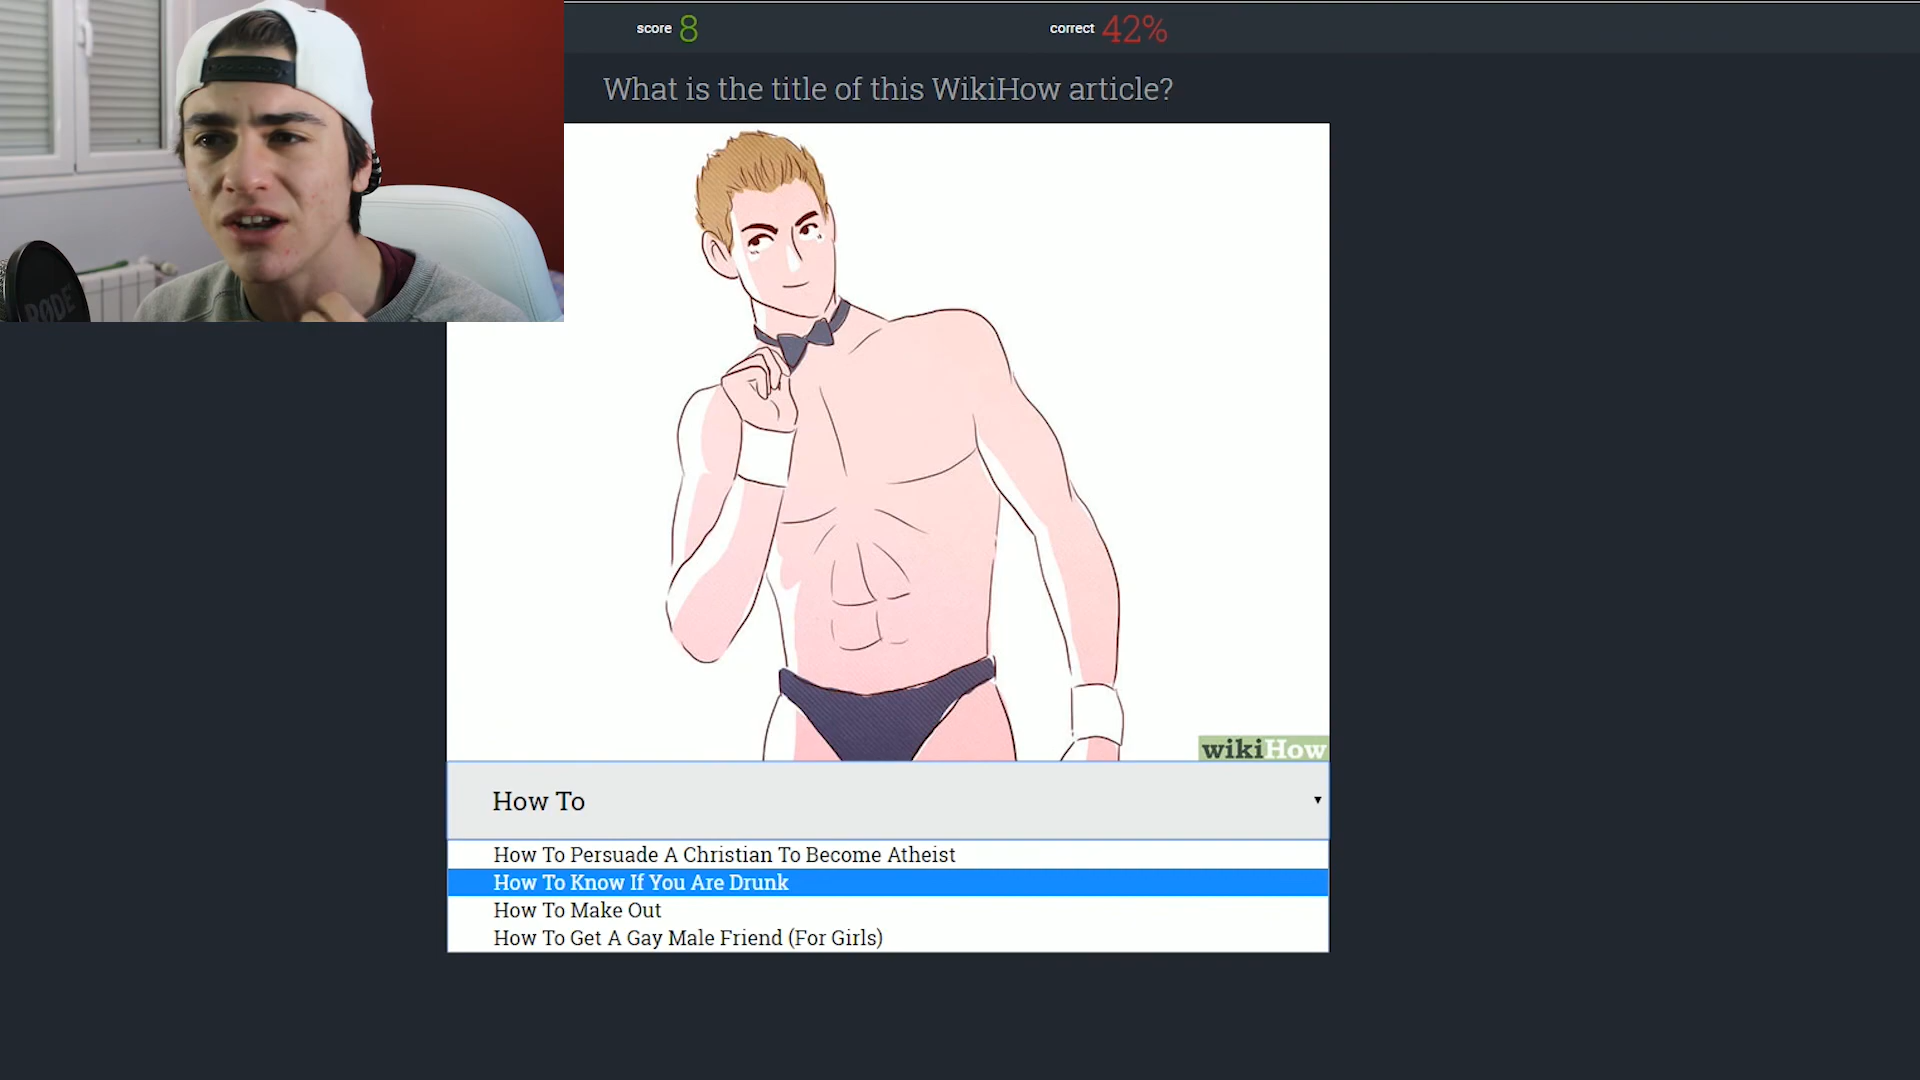 score 8
correct 42%
What is the title of this WikiHow article?
RØDE
wikiHow
How To
How To Persuade A Christian To Become Atheist
How To Know If You Are Drunk
How To Make Out
How To Get A Gay Male Friend (For Girls)